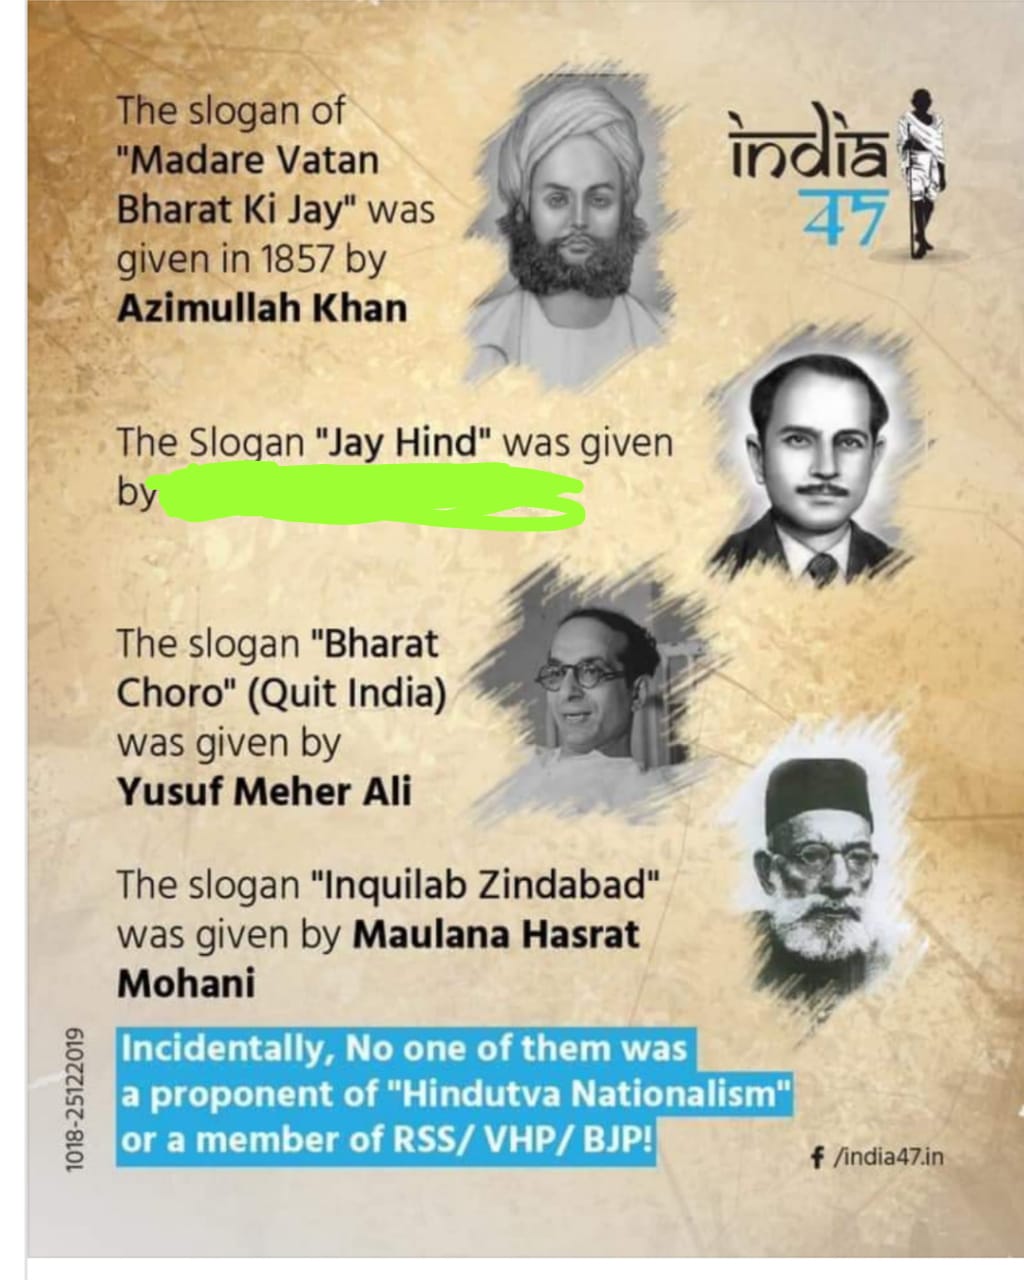 The slogan of
"Madare Vatan
Bharat Ki Jay" was
given in 1857 by
Azimullah Khan
india
47
The Slogan "Jay Hind" was given
by
The slogan "Bharat
Choro" (Quit India)
was given by
Yusuf Meher Ali
The slogan "Inquilab Zindabad"
was given by Maulana Hasrat
Mohani
Incidentally, No one of them was
a proponent of "Hindutva Nationalism"
or a member of RSS/ VHP/ BJP!
1018-25122019
f /india47.in